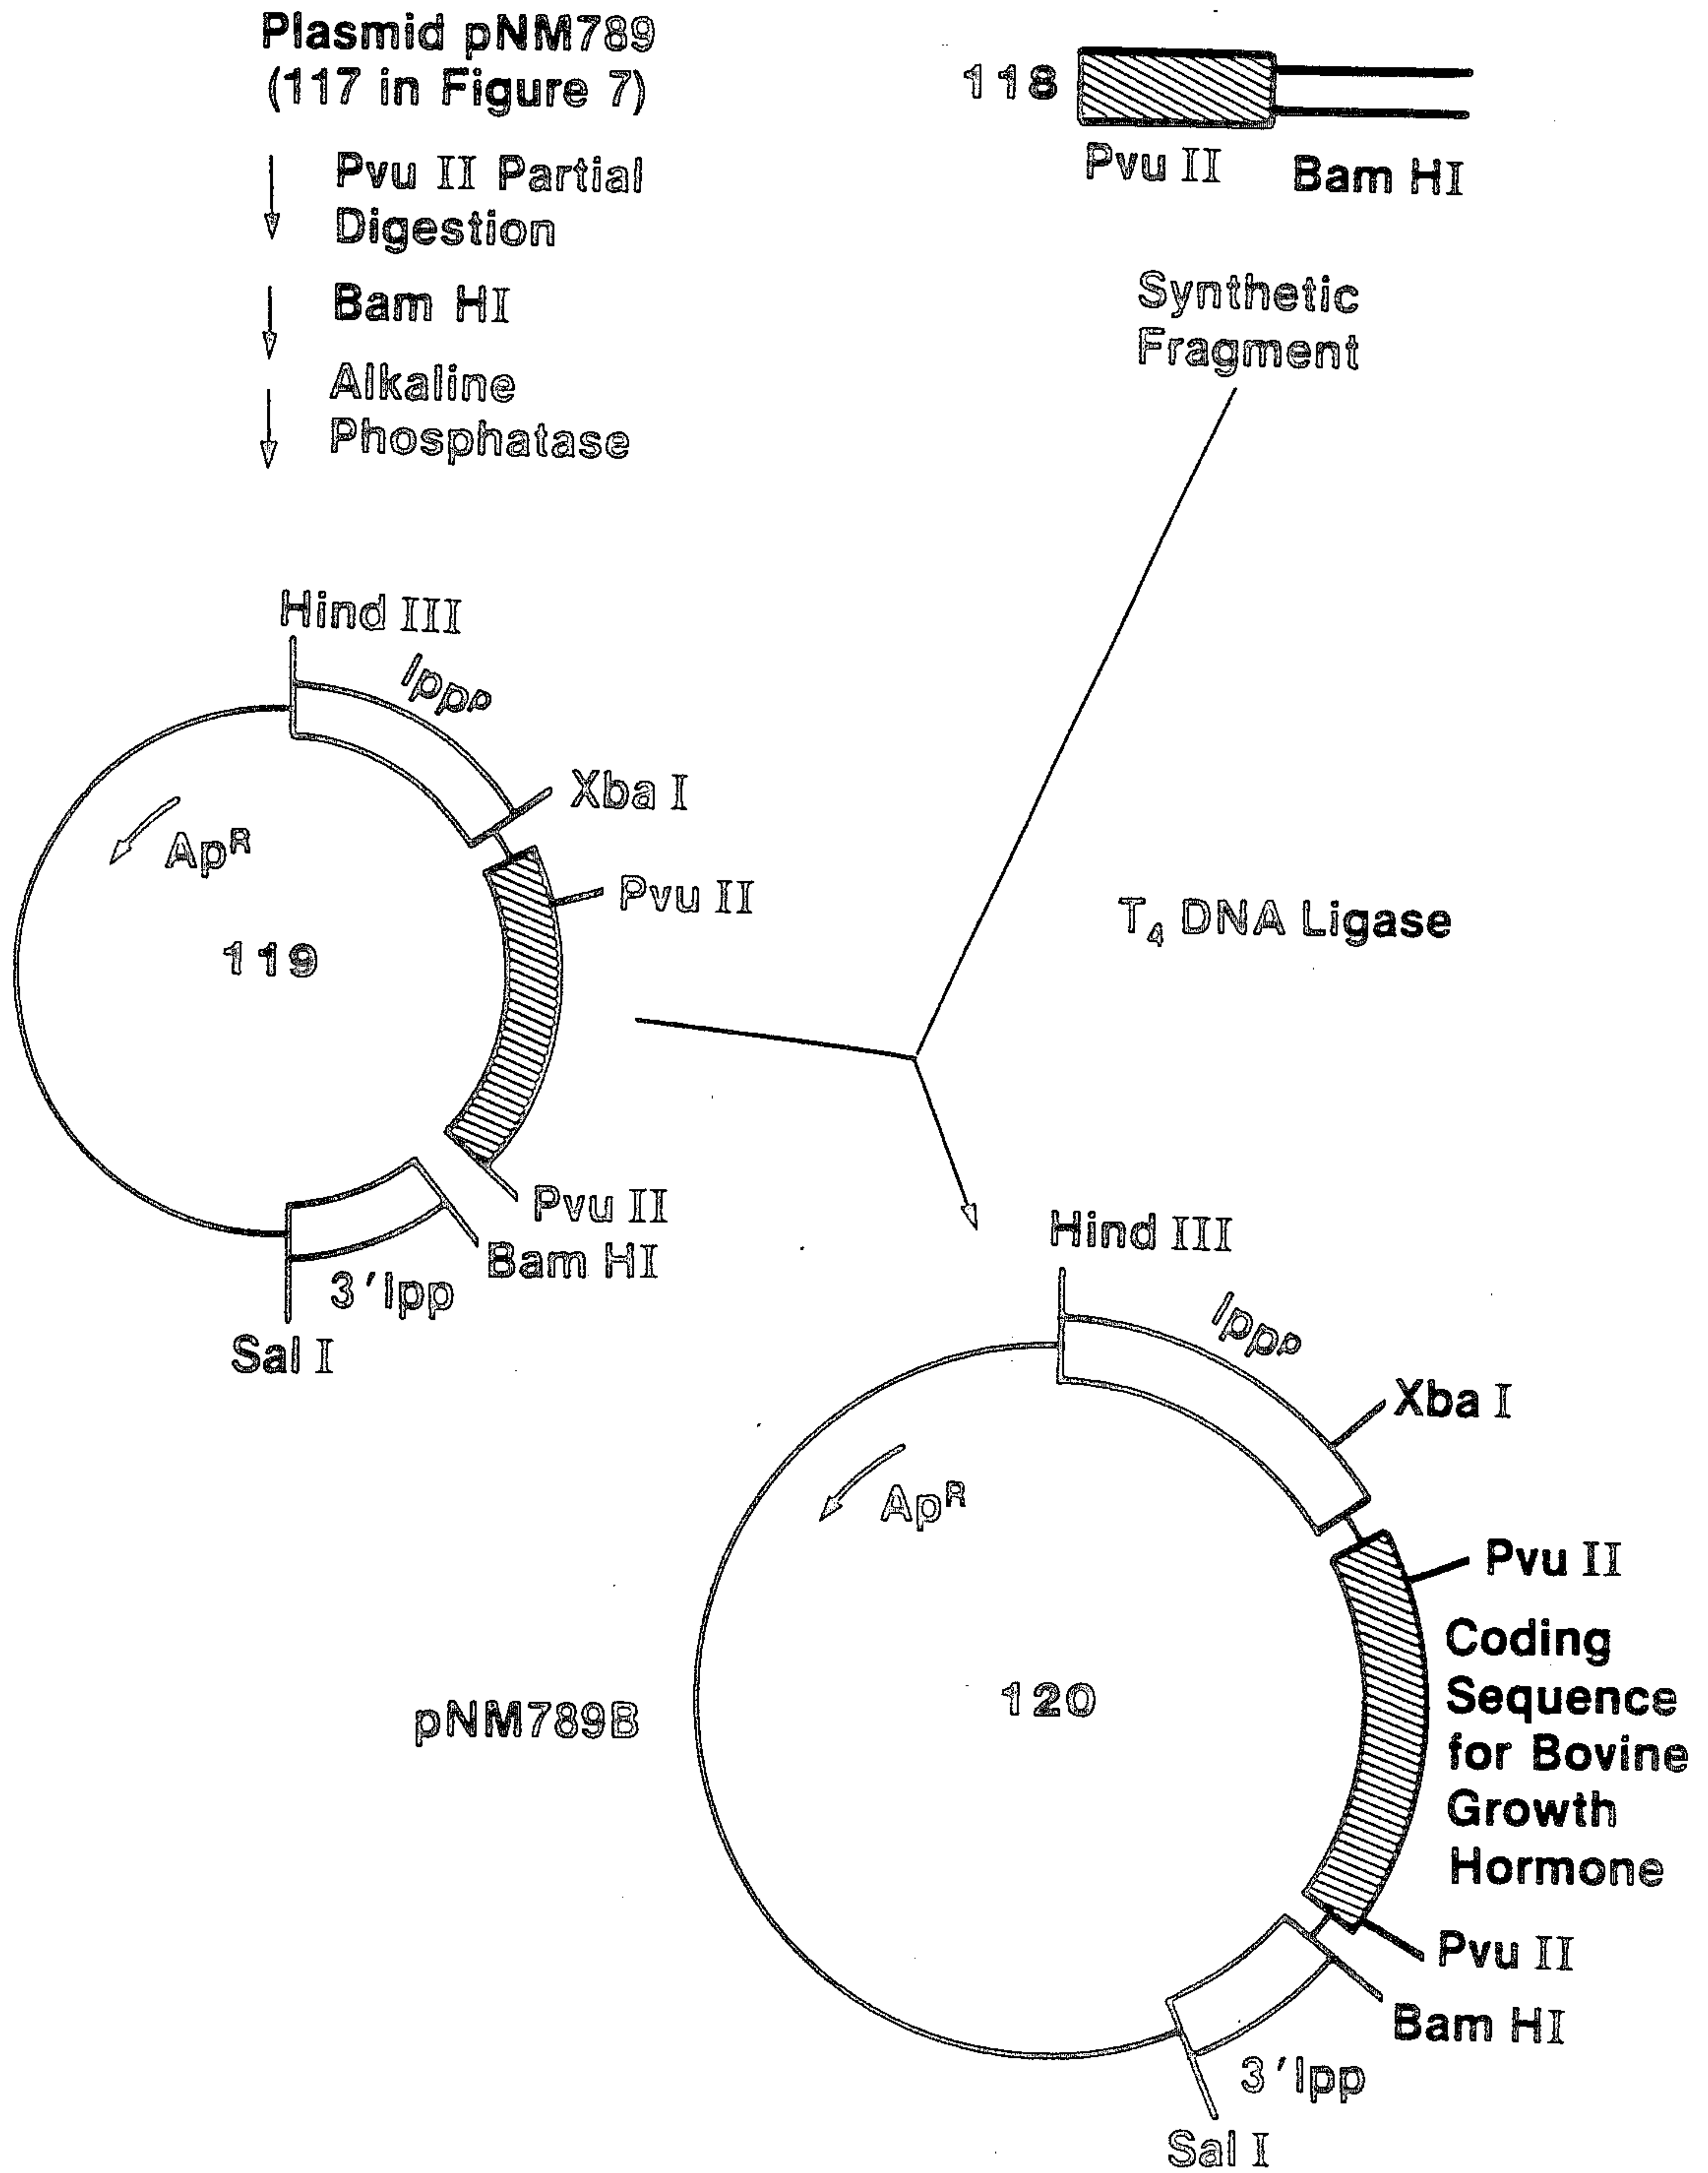 Plasmid pNM789
(117 in Figure 7)
Pvu II Partial
Digestion
Bam HI
Alkaline
Phosphatase
118
Pvu II
Bam HI
Synthetic
Fragment
Hind III
lppp
Xba I
ApR
Pvu II
119
T4 DNA Ligase
Pvu II
Bam HI
3'lpp
Sal I
Hind III
lppp
Xba I
ApR
Pvu II
Coding
Sequence
for Bovine
Growth
Hormone
120
pNM789B
Pvu II
Bam HI
3'lpp
Sal I